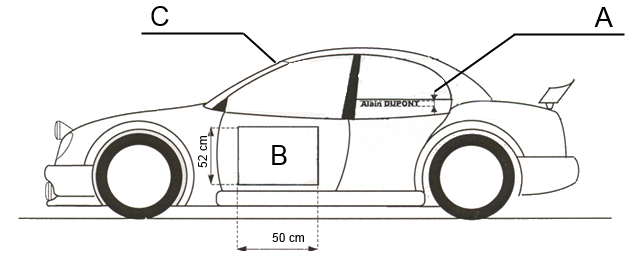 C
A
Alain DUPONT
52 cm
B
50 cm